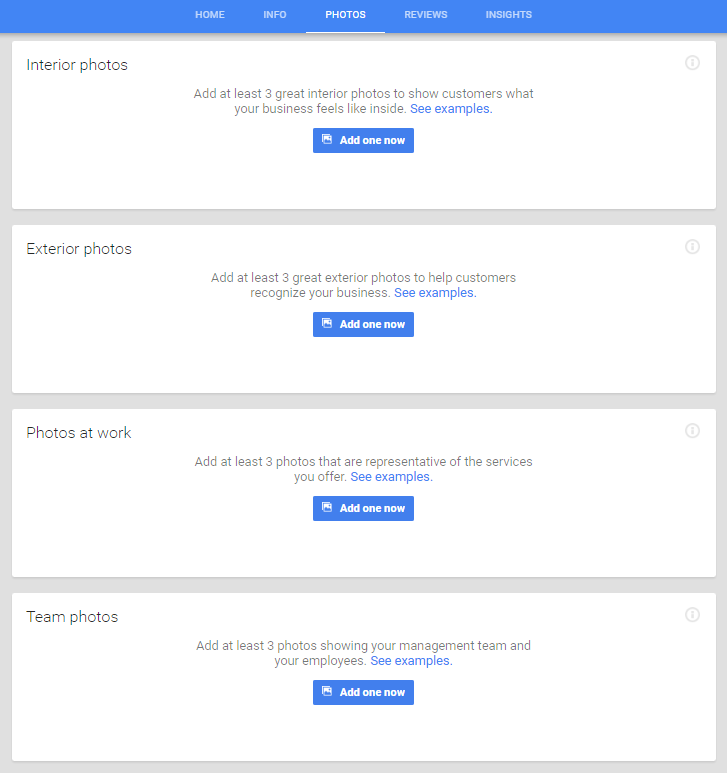 HOME INFO PHOTOS REVIEWS INSIGHTS
Interior photos
Add at least 3 great interior photos to show customers what
your business feels like inside. See examples.
Add one now
Exterior photos
Add at least 3 great exterior photos to help customers
recognize your business. See examples.
Add one now
Photos at work
Add at least 3 photos that are representative of the services
you offer. See examples.
Add one now
Team photos
Add at least 3 photos showing your management team and
your employees. See examples.
Add one now